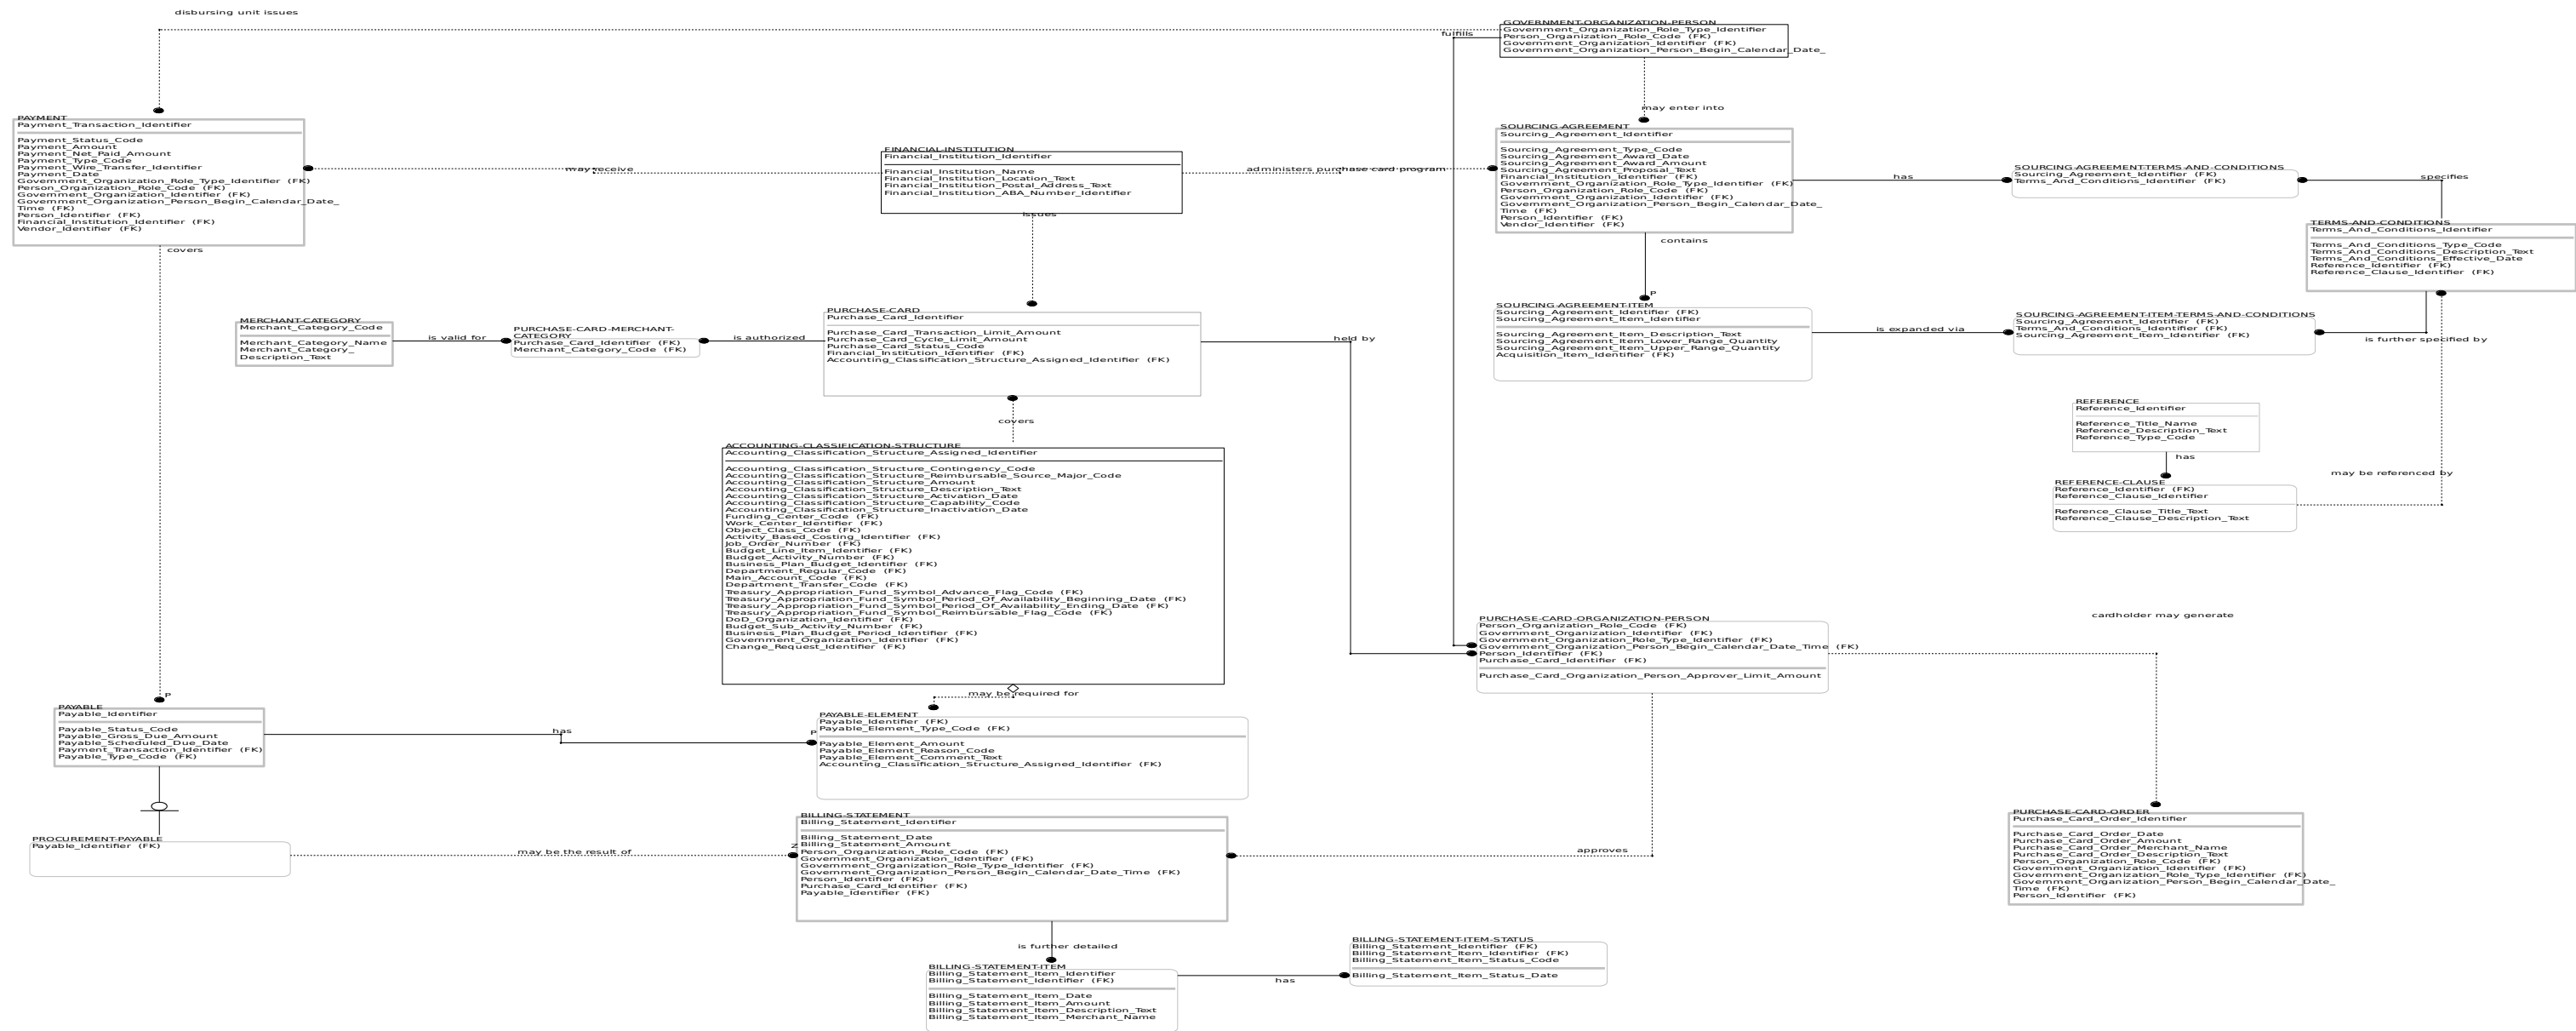 disbursing unit issues
GOVERNMENT-ORGANIZATION-PERSON
Government_Organization_Role_Type_Identifier
Person_Organization_Role_Code (FK)
Government_Organization_Identifier (FK)
Government_Organization_Person_Begin_Calendar_Date_
fulfills
may enter into
PAYMENT
Payment_Transaction_Identifier
Payment_Status_Code
Payment_Amount
Payment_Net_Paid_Amount
Payment_Type_Code
Payment_Wire_Transfer_Identifier
Payment_Date
Government_Organization_Role_Type_Identifier (FK)
Person_Organization_Role_Code (FK)
Government_Organization_Identifier (FK)
Government_Organization_Person_Begin_Calendar_Date_
Time (FK)
Person_Identifier (FK)
Financial_Institution_Identifier (FK)
Vendor_Identifier (FK)
covers
may receive
FINANCIAL-INSTITUTION
Financial_Institution_Identifier
Financial_Institution_Name
Financial_Institution_Location_Text
Financial_Institution_Postal_Address_Text
Financial_Institution_ABA_Number_Identifier
issues
administers purchase card program
SOURCING-AGREEMENT
Sourcing_Agreement_Identifier
Sourcing_Agreement_Type_Code
Sourcing_Agreement_Award_Date
Sourcing_Agreement_Award_Amount
Sourcing_Agreement_Proposal_Text
Financial_Institution_Identifier (FK)
Government_Organization_Role_Type_Identifier (FK)
Person_Organization_Role_Code (FK)
Government_Organization_Identifier (FK)
Government_Organization_Person_Begin_Calendar_Date_
Time (FK)
Person_Identifier (FK)
Vendor_Identifier (FK)
contains
P
has
SOURCING-AGREEMENT-TERMS-AND-CONDITIONS
Sourcing_Agreement_Identifier (FK)
Terms_And_Conditions_Identifier (FK)
specifies
TERMS-AND-CONDITIONS
Terms_And_Conditions_Identifier
Terms_And_Conditions_Type_Code
Terms_And_Conditions_Description_Text
Terms_And_Conditions_Effective_Date
Reference_Identifier (FK)
Reference_Clause_Identifier (FK)
MERCHANT-CATEGORY
Merchant_Category_Code
Merchant_Category_Name
Merchant_Category_
Description_Text
is valid for
PURCHASE-CARD-MERCHANT-
CATEGORY
Purchase_Card_Identifier (FK)
Merchant_Category_Code (FK)
is authorized
PURCHASE-CARD
Purchase_Card_Identifier
Purchase_Card_Transaction_Limit_Amount
Purchase_Card_Cycle_Limit_Amount
Purchase_Card_Status_Code
Financial_Institution_Identifier (FK)
Accounting_Classification_Structure_Assigned_Identifier (FK)
held by
SOURCING-AGREEMENT-ITEM
Sourcing_Agreement_Identifier (FK)
Sourcing_Agreement_Item_Identifier
Sourcing_Agreement_Item_Description_Text
Sourcing_Agreement_Item_Lower_Range_Quantity
Sourcing_Agreement_Item_Upper_Range_Quantity
Acquisition_Item_Identifier (FK)
is expanded via
SOURCING-AGREEMENT-ITEM-TERMS-AND-CONDITIONS
Sourcing_Agreement_Identifier (FK)
Terms_And_Conditions_Identifier (FK)
Sourcing_Agreement_Item_Identifier (FK)
is further specified by
covers
ACCOUNTING-CLASSIFICATION-STRUCTURE
Accounting_Classification_Structure_Assigned_Identifier
Accounting_Classification_Structure_Contingency_Code
Accounting_Classification_Structure_Reimbursable_Source_Major_Code
Accounting_Classification_Structure_Amount
Accounting_Classification_Structure_Description_Text
Accounting_Classification_Structure_Activation_Date
Accounting_Classification_Structure_Capability_Code
Accounting_Classification_Structure_Inactivation_Date
Funding_Center_Code (FK)
Work_Center_Identifier (FK)
Object_Class_Code (FK)
Activity_Based_Costing_Identifier (FK)
Job_Order_Number (FK)
Budget_Line_Item_Identifier (FK)
Budget_Activity_Number (FK)
Business_Plan_Budget_Identifier (FK)
Department_Regular_Code (FK)
Main_Account_Code (FK)
Department_Transfer_Code (FK)
Treasury_Appropriation_Fund_Symbol_Advance_Flag_Code (FK)
Treasury_Appropriation_Fund_Symbol_Period_Of_Availability_Beginning_Date (FK)
Treasury_Appropriation_Fund_Symbol_Period_Of_Availability_Ending_Date (FK)
Treasury_Appropriation_Fund_Symbol_Reimbursable_Flag_Code (FK)
DoD_Organization_Identifier (FK)
Budget_Sub_Activity_Number (FK)
Business_Plan_Budget_Period_Identifier (FK)
Government_Organization_Identifier (FK)
Change_Request_Identifier (FK)
may be required for
REFERENCE
Reference_Identifier
Reference_Title_Name
Reference_Description_Text
Reference_Type_Code
has
REFERENCE-CLAUSE
Reference_Identifier (FK)
Reference_Clause_Identifier
Reference_Clause_Title_Text
Reference_Clause_Description_Text
may be referenced by
PURCHASE-CARD-ORGANIZATION-PERSON
Person_Organization_Role_Code (FK)
Government_Organization_Identifier (FK)
Government_Organization_Role_Type_Identifier (FK)
Government_Organization_Person_Begin_Calendar_Date_Time (FK)
Person_Identifier (FK)
Purchase_Card_Identifier (FK)
Purchase_Card_Organization_Person_Approver_Limit_Amount
cardholder may generate
P
PAYABLE
Payable_Identifier
Payable_Status_Code
Payable_Gross_Due_Amount
Payable_Scheduled_Due_Date
Payment_Transaction_Identifier (FK)
Payable_Type_Code (FK)
has
P
PAYABLE-ELEMENT
Payable_Identifier (FK)
Payable_Element_Type_Code (FK)
Payable_Element_Amount
Payable_Element_Reason_Code
Payable_Element_Comment_Text
Accounting_Classification_Structure_Assigned_Identifier (FK)
PROCUREMENT-PAYABLE
Payable_Identifier (FK)
may be the result of
Z
BILLING-STATEMENT
Billing_Statement_Identifier
Billing_Statement_Date
Billing_Statement_Amount
Person_Organization_Role_Code (FK)
Government_Organization_Identifier (FK)
Government_Organization_Role_Type_Identifier (FK)
Government_Organization_Person_Begin_Calendar_Date_Time (FK)
Person_Identifier (FK)
Purchase_Card_Identifier (FK)
Payable_Identifier (FK)
approves
PURCHASE-CARD-ORDER
Purchase_Card_Order_Identifier
Purchase_Card_Order_Date
Purchase_Card_Order_Amount
Purchase_Card_Order_Merchant_Name
Purchase_Card_Order_Description_Text
Person_Organization_Role_Code (FK)
Government_Organization_Identifier (FK)
Government_Organization_Role_Type_Identifier (FK)
Government_Organization_Person_Begin_Calendar_Date_
Time (FK)
Person_Identifier (FK)
is further detailed
BILLING-STATEMENT-ITEM
Billing_Statement_Item_Identifier
Billing_Statement_Identifier (FK)
Billing_Statement_Item_Date
Billing_Statement_Item_Amount
Billing_Statement_Item_Description_Text
Billing_Statement_Item_Merchant_Name
has
BILLING-STATEMENT-ITEM-STATUS
Billing_Statement_Identifier (FK)
Billing_Statement_Item_Identifier (FK)
Billing_Statement_Item_Status_Code
Billing_Statement_Item_Status_Date